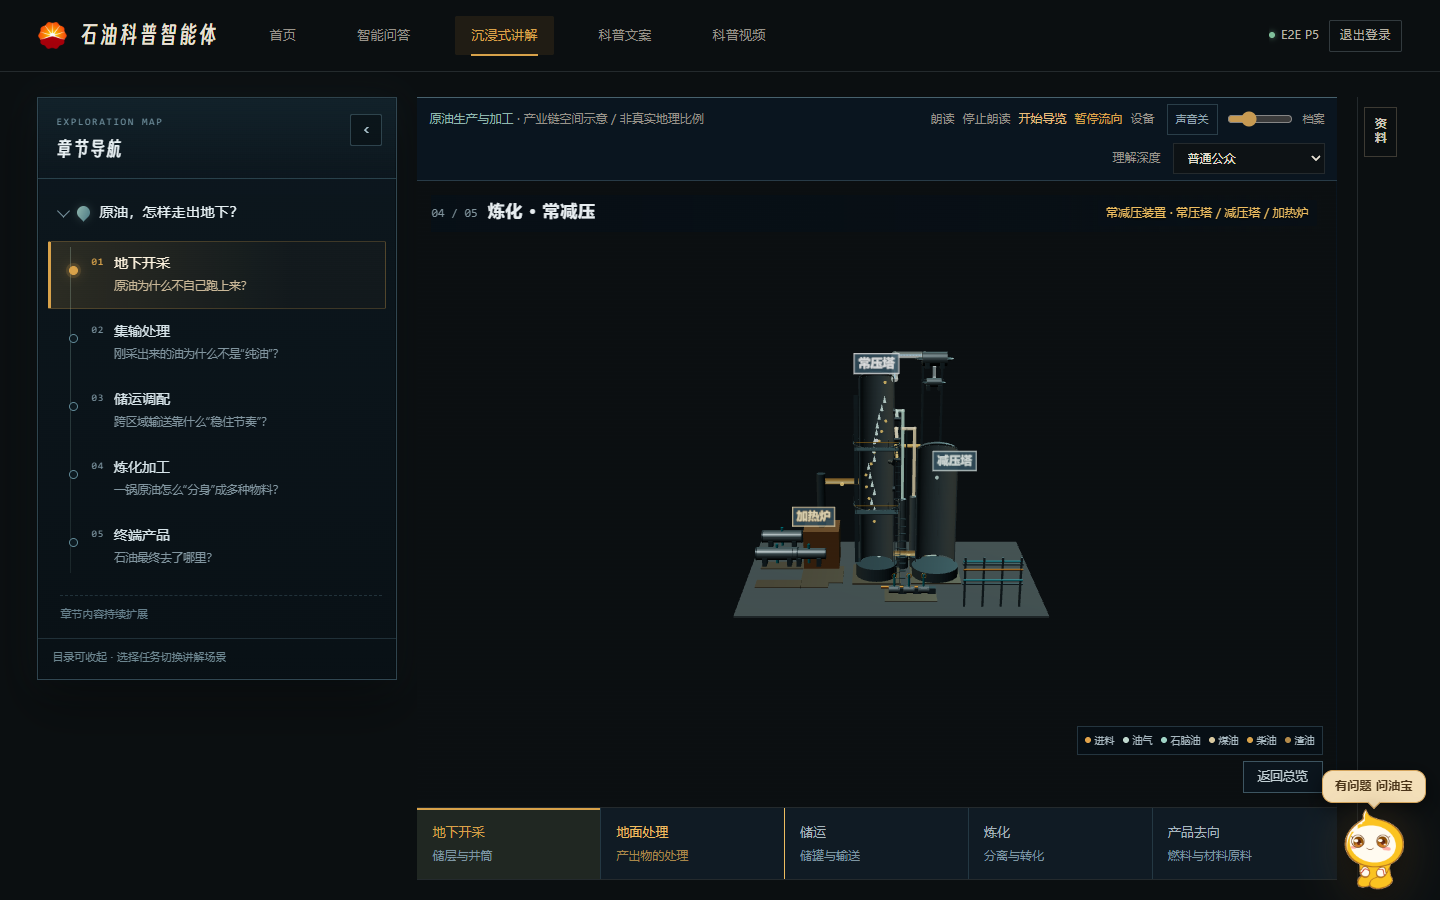 石油科普智能体
首页
智能问答
沉浸式讲解
科普文案
科普视频
E2E P5
退出登录
EXPLORATION MAP
章节导航
‹
原油，怎样走出地下？
01 地下开采
原油为什么不自己跑上来？
02 集输处理
刚采出来的油为什么不是“纯油”？
03 储运调配
跨区域输送靠什么“稳住节奏”？
04 炼化加工
一锅原油怎么“分身”成多种物料？
05 终端产品
石油最终去了哪里？
章节内容持续扩展
目录可收起 · 选择任务切换讲解场景
原油生产与加工 · 产业链空间示意 / 非真实地理比例
朗读 停止朗读 开始导览 暂停流向 设备 声音关 档案
理解深度 普通公众
04 / 05 炼化 • 常减压
常减压装置 · 常压塔 / 减压塔 / 加热炉
常压塔
减压塔
加热炉
进料 油气 石脑油 煤油 柴油 渣油
返回总览
地下开采
储层与井筒
地面处理
产出物的处理
储运
储罐与输送
炼化
分离与转化
产品去向
燃料与材料原料
资料
有问题 问油宝